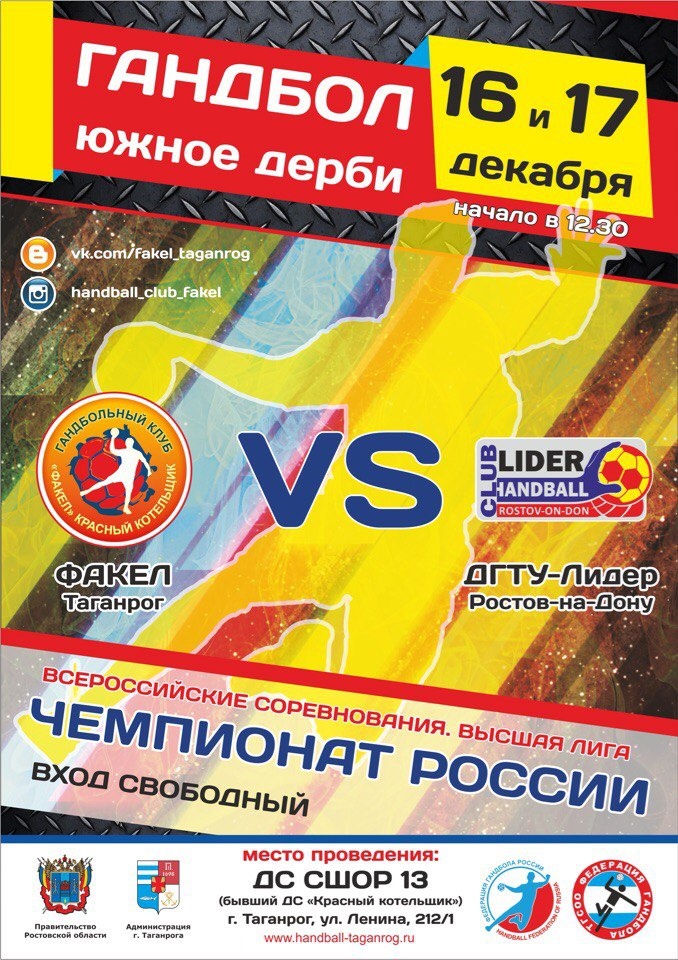 ГАНДБОЛ
южное дерби
16 и 17
декабря
начало в 12.30
vk.com/fakel_taganrog
handball_club_fakel
ГАНДБОЛЬНЫЙ КЛУБ
«ФАКЕЛ» КРАСНЫЙ КОТЕЛЬЩИК
VS
CLUB
LIDER
HANDBALL
ROSTOV-ON-DON
ФАКЕЛ
Таганрог
ДГТУ-Лидер
Ростов-на-Дону
ВСЕРОССИЙСКИЕ СОРЕВНОВАНИЯ. ВЫСШАЯ ЛИГА
ЧЕМПИОНАТ РОССИИ
ВХОД СВОБОДНЫЙ
Правительство
Ростовской области
1698
Администрация
г. Таганрога
место проведения:
ДС СШОР 13
(бывший ДС «Красный котельщик»)
г. Таганрог, ул. Ленина, 212/1
www.handball-taganrog.ru
ФЕДЕРАЦИЯ ГАНДБОЛА РОССИИ
HANDBALL FEDERATION OF RUSSIA
ТГСОО ФЕДЕРАЦИЯ ГАНДБОЛА